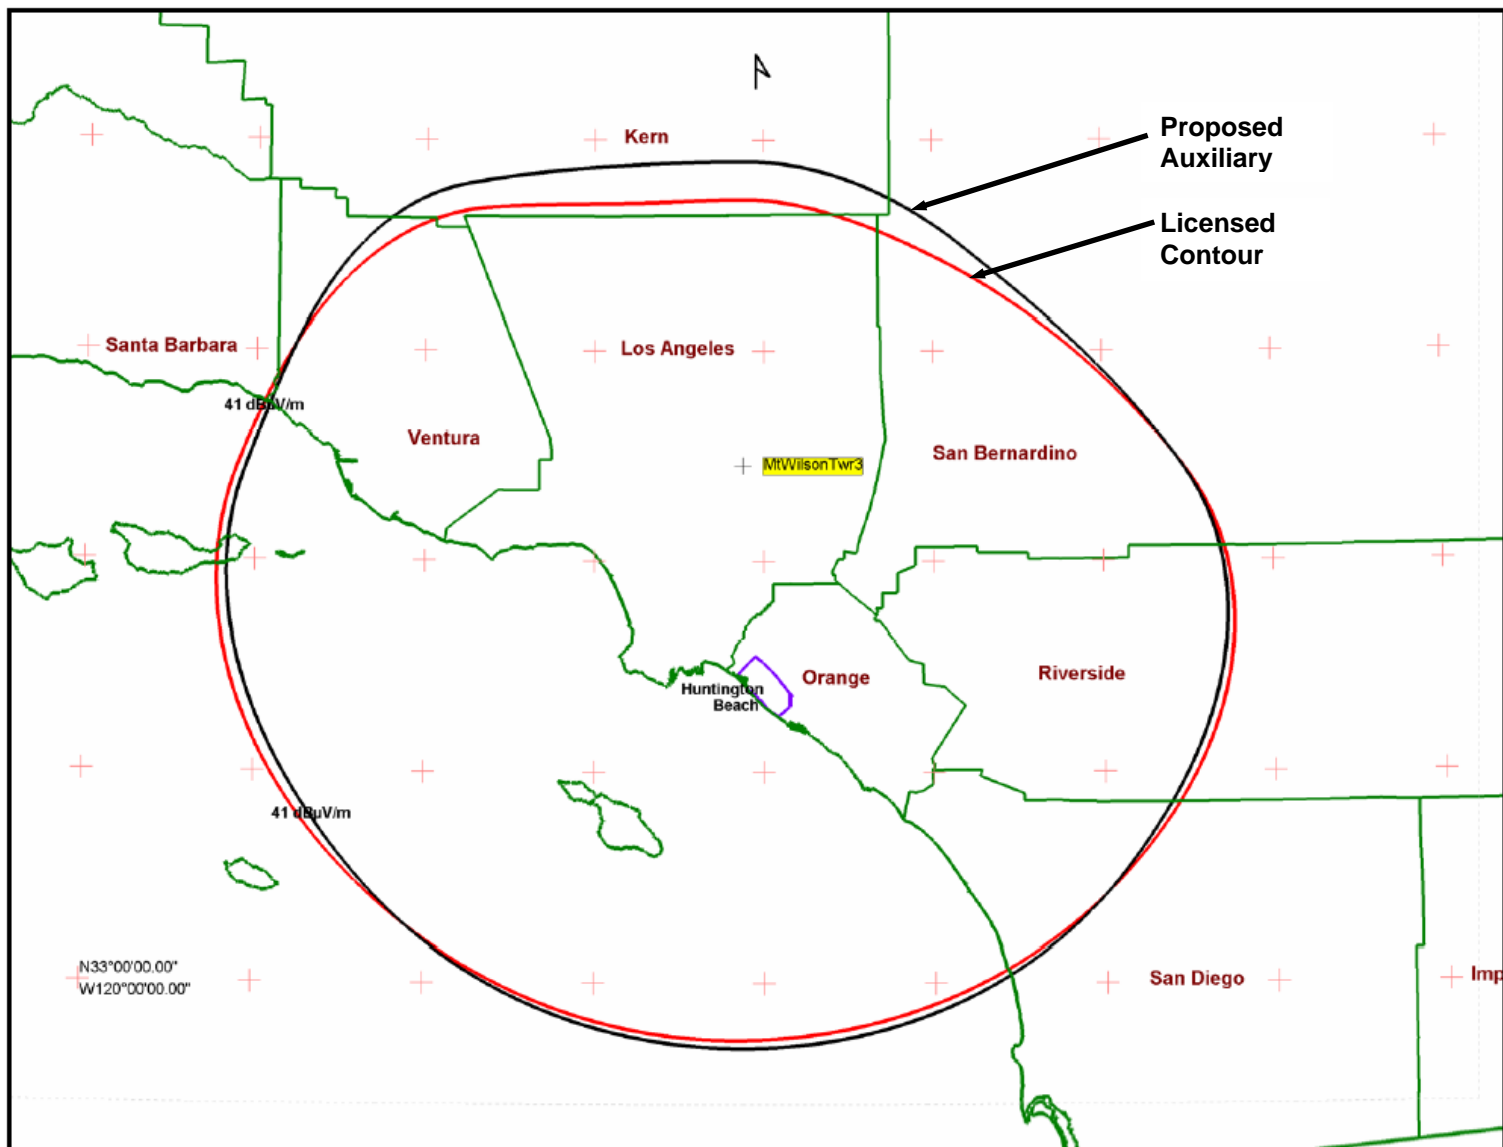 Kern
Proposed
Auxiliary
Licensed
Contour
Santa Barbara
Los Angeles
41 dBµV/m
Ventura
San Bernardino
MtWilsonTwr3
Huntington
Beach
Orange
Riverside
41 dBµV/m
N33°00'00.00"
W120°00'00.00"
San Diego
Imp